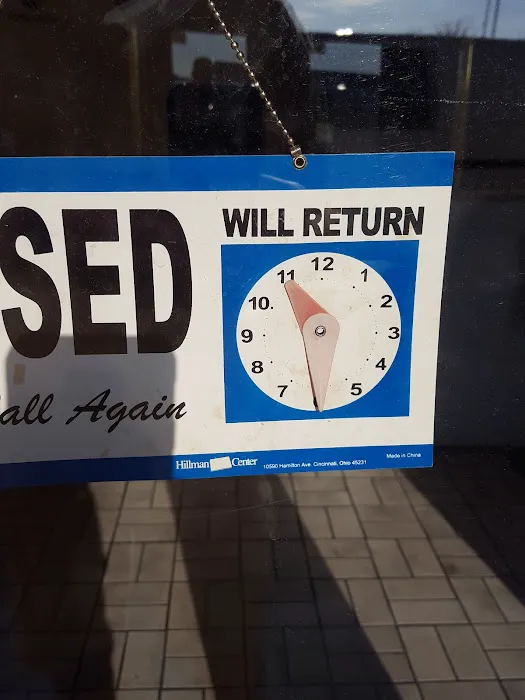 SED
all Again
WILL RETURN
12
11
1
10
2
9
3
8
4
7
5
Hillman Center 10590 Hamilton Ave. Cincinnati, Ohio 45231
Made in China